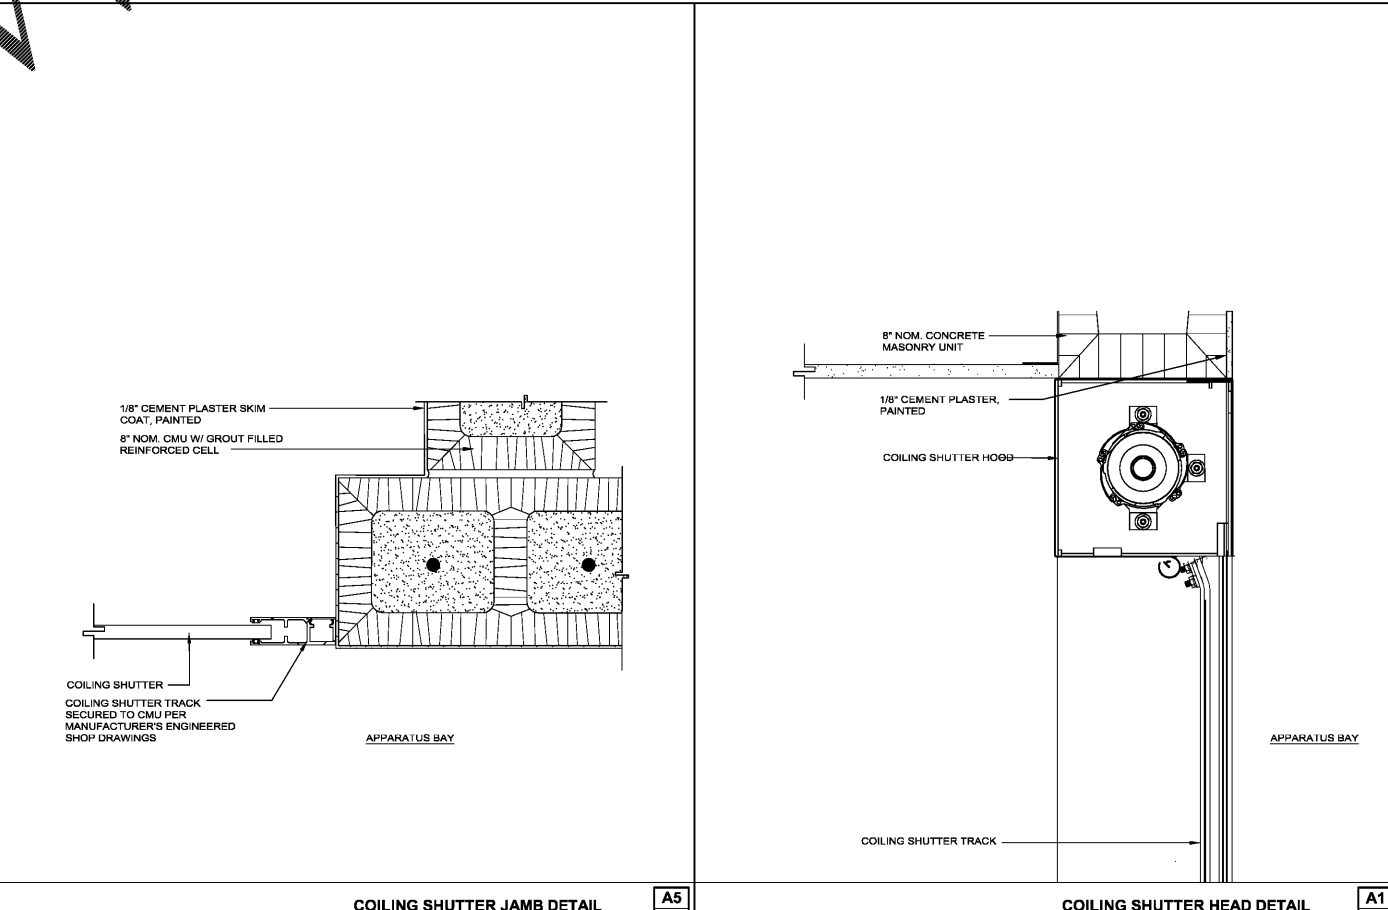 1/8" CEMENT PLASTER SKIM
COAT, PAINTED
8" NOM. CMU W/ GROUT FILLED
REINFORCED CELL
COILING SHUTTER
COILING SHUTTER TRACK
SECURED TO CMU PER
MANUFACTURER'S ENGINEERED
SHOP DRAWINGS
APPARATUS BAY
COILING SHUTTER JAMB DETAIL
A5
8" NOM. CONCRETE
MASONRY UNIT
1/8" CEMENT PLASTER,
PAINTED
COILING SHUTTER HOOD
APPARATUS BAY
COILING SHUTTER TRACK
COILING SHUTTER HEAD DETAIL
A1